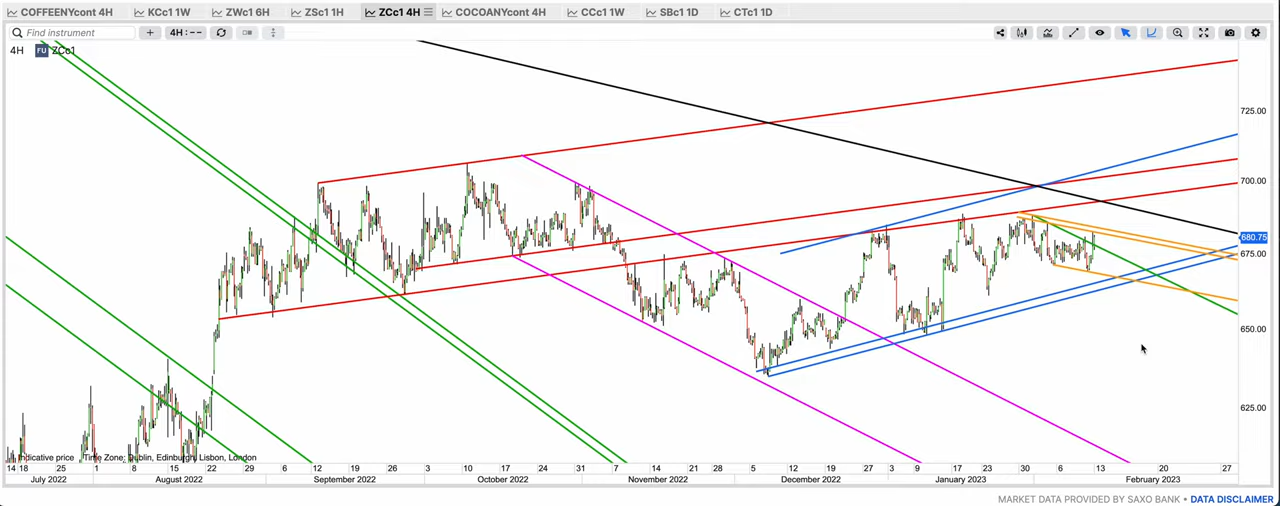 COFFEENYcont 4H KCc1 1W ZWc1 6H ZSc1 1H ZCc1 4H COCOANYcont 4H CCc1 1W SBc1 1D CTc1 1D
Find instrument + 4H : --
4H FU ZCc1
725.00
700.00
680.75
675.00
650.00
625.00
Indicative price Time Zone: Dublin, Edinburgh, Lisbon, London
14 18 25 1 8 15 22 29 6 12 19 26 3 10 17 24 31 7 14 21 28 5 12 19 27 3 9 17 23 30 6 13 20 27
July 2022 August 2022 September 2022 October 2022 November 2022 December 2022 January 2023 February 2023
MARKET DATA PROVIDED BY SAXO BANK • DATA DISCLAIMER